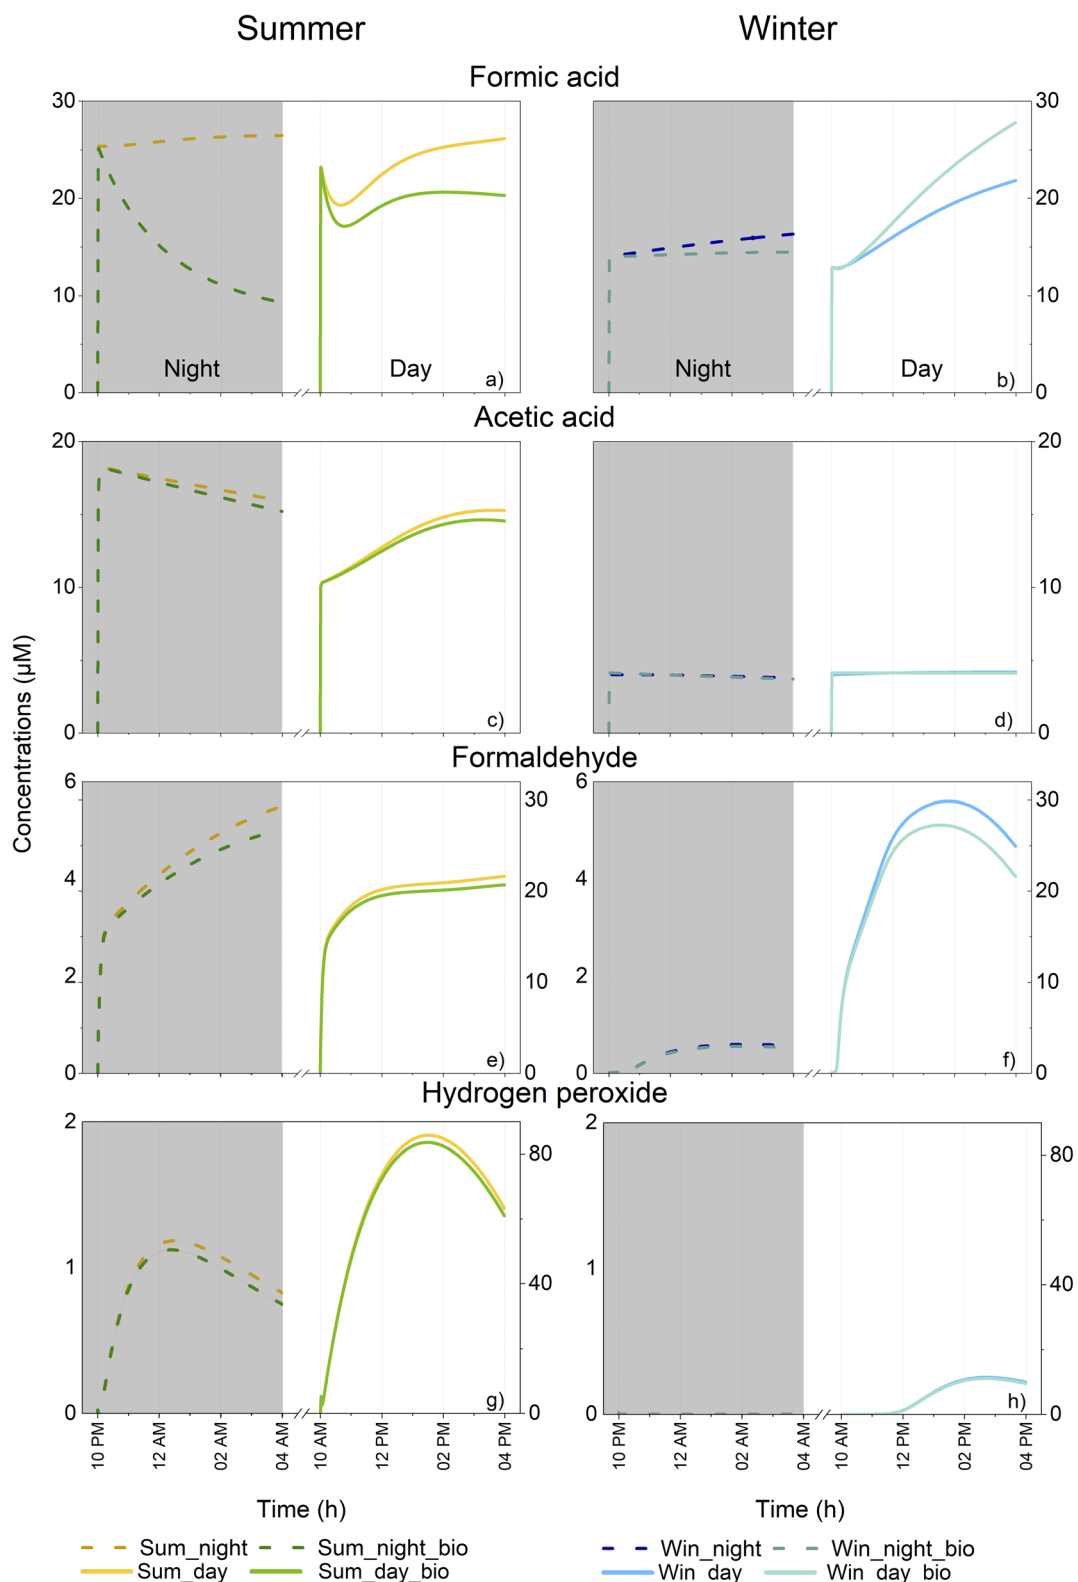 Summer Winter
Formic acid
30 30
20 20
10 10
0 0
Night Day a) Night Day b)
Acetic acid
20 20
10 10
0 0
c) d)
Concentrations (µM)
Formaldehyde
6 30 6 30
4 20 4 20
2 10 2 10
0 0 0 0
e) f)
Hydrogen peroxide
2 80 2 80
1 40 1 40
0 0 0 0
g) h)
10 PM 12 AM 02 AM 04 AM 10 AM 12 PM 02 PM 04 PM 10 PM 12 AM 02 AM 04 AM 10 AM 12 PM 02 PM 04 PM
Time (h) Time (h)
Sum_night Sum_night_bio Win_night Win_night_bio
Sum_day Sum_day_bio Win_day Win_day_bio